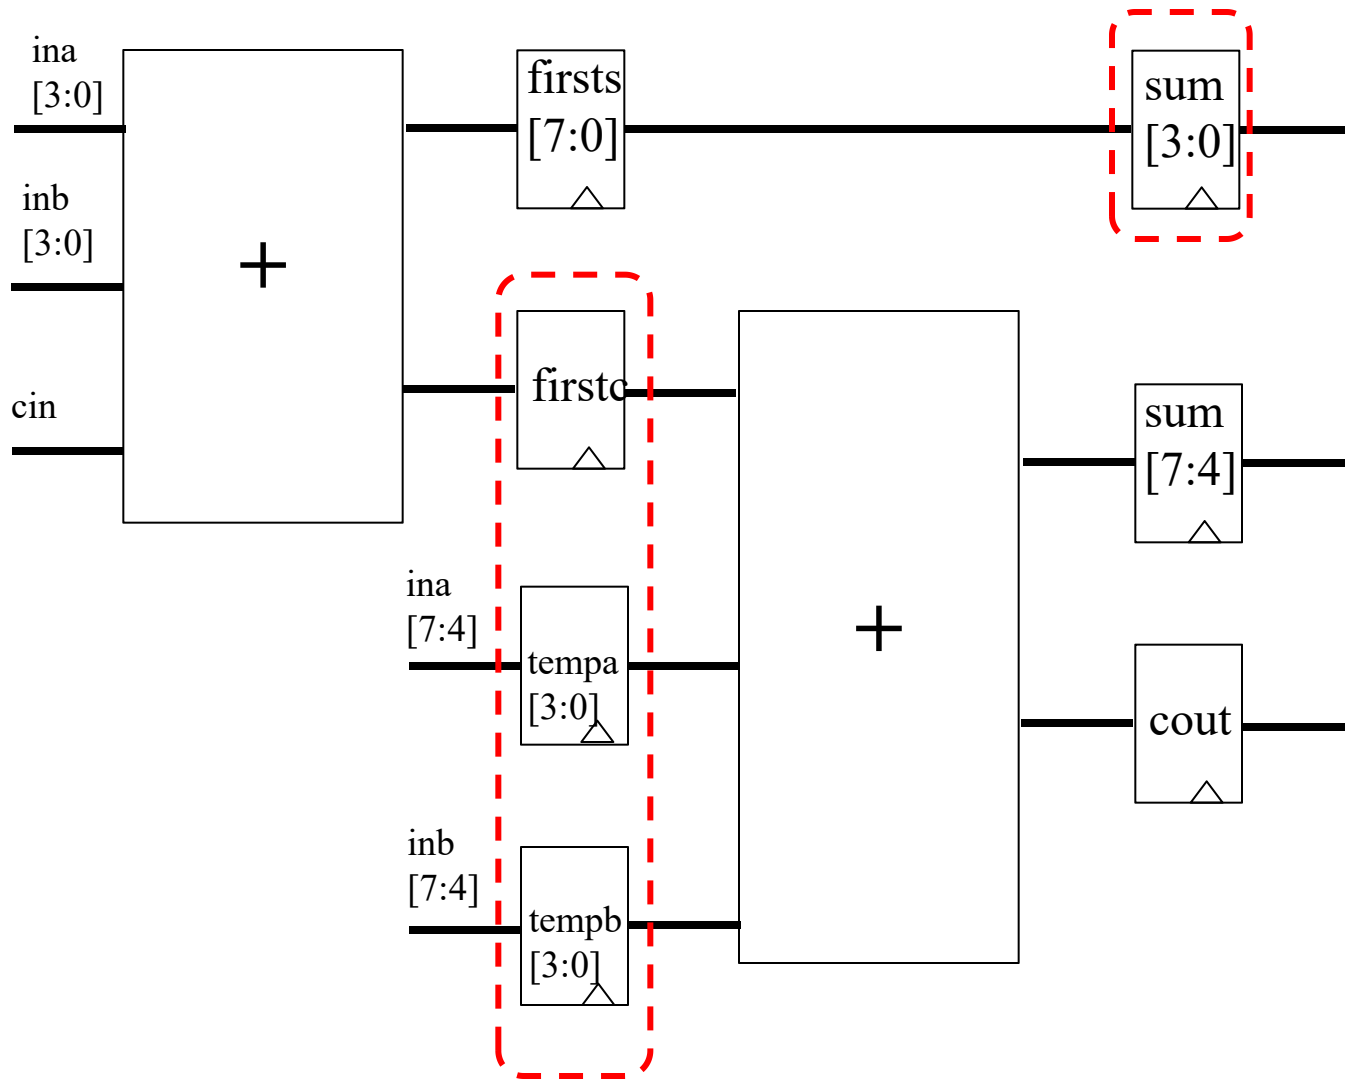 ina
[3:0]
inb
[3:0]
cin
+
firsts
[7:0]
sum
[3:0]
firstc
ina
[7:4]
tempa
[3:0]
inb
[7:4]
tempb
[3:0]
+
sum
[7:4]
cout